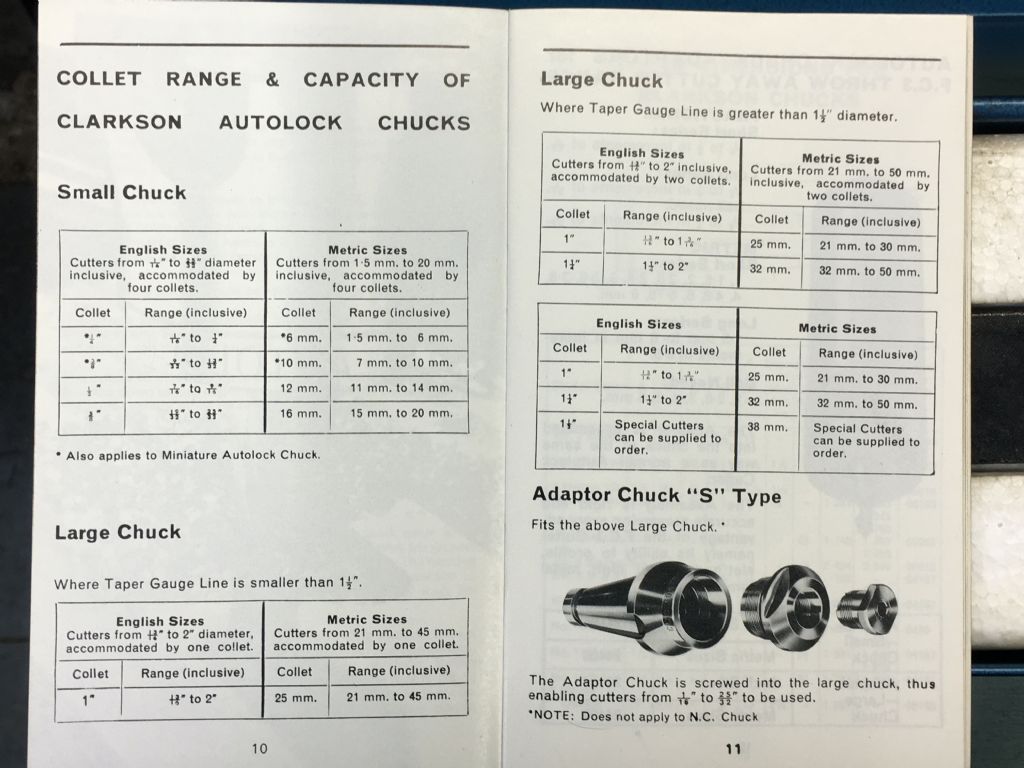 COLLET RANGE & CAPACITY OF
CLARKSON AUTOLOCK CHUCKS
Small Chuck
English Sizes
Cutters from 1/16" to 25/32" diameter
inclusive, accommodated by
four collets.
Metric Sizes
Cutters from 1·5 mm. to 20 mm.
inclusive, accommodated by
four collets.
Collet Range (inclusive) Collet Range (inclusive)
*¼" 1/16" to ¼" *6 mm. 1·5 mm. to 6 mm.
*⅜" 9/32" to 13/32" *10 mm. 7 mm. to 10 mm.
½" 7/16" to 9/16" 12 mm. 11 mm. to 14 mm.
⅝" to 25/32" 16 mm. 15 mm. to 20 mm.
* Also applies to Miniature Autolock Chuck.
Large Chuck
Where Taper Gauge Line is smaller than 1½".
English Sizes
Cutters from 13/16" to 2" diameter,
accommodated by one collet.
Metric Sizes
Cutters from 21 mm. to 45 mm.
accommodated by one collet.
Collet Range (inclusive) Collet Range (inclusive)
1" 13/16" to 2" 25 mm. 21 mm. to 45 mm.
10
Large Chuck
Where Taper Gauge Line is greater than 1½" diameter.
English Sizes
Cutters from 13/16" to 2" inclusive,
accommodated by two collets.
Metric Sizes
Cutters from 21 mm. to 50 mm.
inclusive, accommodated by
two collets.
Collet Range (inclusive) Collet Range (inclusive)
1" 13/16" to 1 3/16" 25 mm. 21 mm. to 30 mm.
1¼" 1¼" to 2" 32 mm. 32 mm. to 50 mm.
English Sizes Metric Sizes
Collet Range (inclusive) Collet Range (inclusive)
1" 13/16" to 1 3/16" 25 mm. 21 mm. to 30 mm.
1¼" 1¼" to 2" 32 mm. 32 mm. to 50 mm.
1½" Special Cutters
can be supplied to
order.
38 mm. Special Cutters
can be supplied to
order.
Adaptor Chuck "S" Type
Fits the above Large Chuck.*
The Adaptor Chuck is screwed into the large chuck, thus
enabling cutters from 1/16" to 25/32" to be used.
*NOTE: Does not apply to N.C. Chuck
11